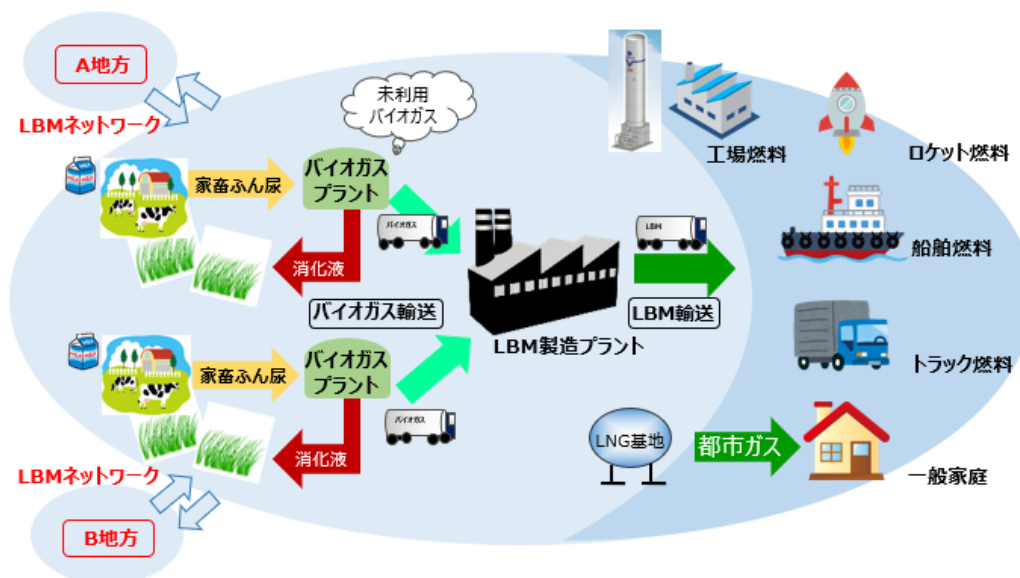 A地方
LBMネットワーク
未利用
バイオガス
家畜ふん尿
バイオガス
プラント
バイオガス
消化液
バイオガス輸送
LBM製造プラント
LBM
LBM輸送
工場燃料
ロケット燃料
船舶燃料
トラック燃料
家畜ふん尿
バイオガス
プラント
バイオガス
消化液
LNG基地
都市ガス
一般家庭
LBMネットワーク
B地方